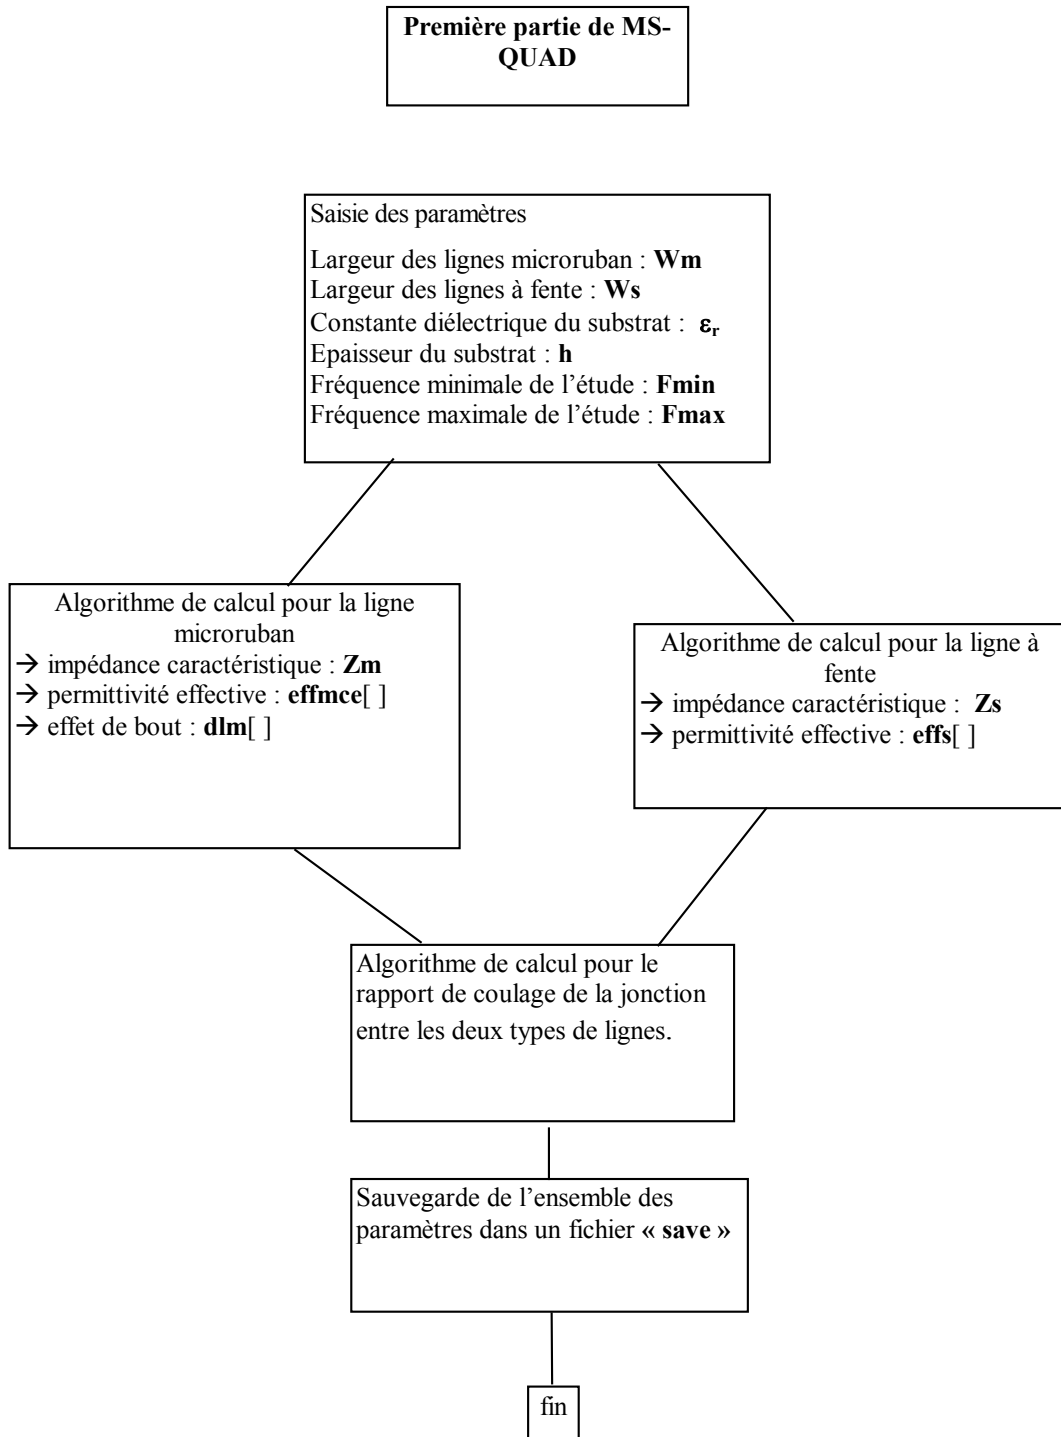 Première partie de MS-
QUAD
Saisie des paramètres
Largeur des lignes microruban : Wm
Largeur des lignes à fente : Ws
Constante diélectrique du substrat : εr
Epaisseur du substrat : h
Fréquence minimale de l’étude : Fmin
Fréquence maximale de l’étude : Fmax
Algorithme de calcul pour la ligne
microruban
→ impédance caractéristique : Zm
→ permittivité effective : effmce[ ]
→ effet de bout : dlm[ ]
Algorithme de calcul pour la ligne à
fente
→ impédance caractéristique : Zs
→ permittivité effective : effs[ ]
Algorithme de calcul pour le
rapport de coulage de la jonction
entre les deux types de lignes.
Sauvegarde de l’ensemble des
paramètres dans un fichier « save »
fin